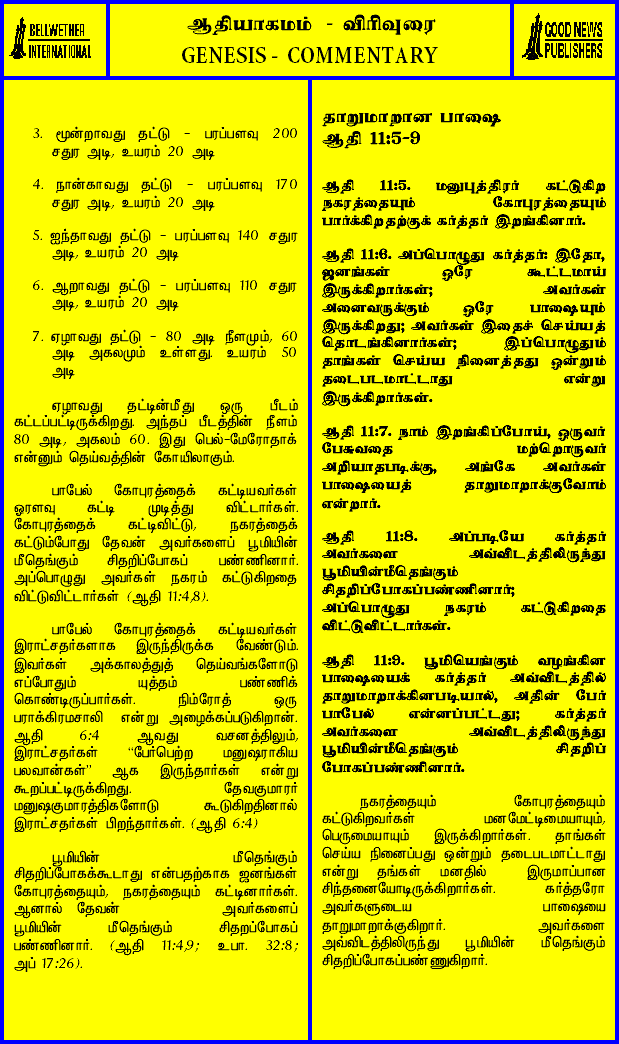 BELLWETHER
INTERNATIONAL
ஆதியாகமம் - விரிவுரை
GENESIS - COMMENTARY
GOOD NEWS
PUBLISHERS
3. மூன்றாவது தட்டு - பரப்பளவு 200
சதுர அடி, உயரம் 20 அடி
4. நான்காவது தட்டு - பரப்பளவு 170
சதுர அடி, உயரம் 20 அடி
5. ஐந்தாவது தட்டு - பரப்பளவு 140 சதுர
அடி, உயரம் 20 அடி
6. ஆறாவது தட்டு - பரப்பளவு 110 சதுர
அடி, உயரம் 20 அடி
7. ஏழாவது தட்டு - 80 அடி நீளமும், 60
அடி அகலமும் உள்ளது. உயரம் 50
அடி
ஏழாவது தட்டின்மீது ஒரு பீடம்
கட்டப்பட்டிருக்கிறது. அந்தப் பீடத்தின் நீளம்
80 அடி, அகலம் 60. இது பெல்-மேரோதாக்
என்னும் தெய்வத்தின் கோயிலாகும்.
பாபேல் கோபுரத்தைக் கட்டியவர்கள்
ஓரளவு கட்டி முடித்து விட்டார்கள்.
கோபுரத்தைக் கட்டிவிட்டு, நகரத்தைக்
கட்டும்போது தேவன் அவர்களைப் பூமியின்
மீதெங்கும் சிதறிப்போகப் பண்ணினார்.
அப்பொழுது அவர்கள் நகரம் கட்டுகிறதை
விட்டுவிட்டார்கள் (ஆதி 11:4,8).
பாபேல் கோபுரத்தைக் கட்டியவர்கள்
இராட்சதர்களாக இருந்திருக்க வேண்டும்.
இவர்கள் அக்காலத்துத் தெய்வங்களோடு
எப்போதும் யுத்தம் பண்ணிக்
கொண்டிருப்பார்கள். நிம்ரோத் ஒரு
பராக்கிரமசாலி என்று அழைக்கப்படுகிறான்.
ஆதி 6:4 ஆவது வசனத்திலும்,
இராட்சதர்கள் "பேர்பெற்ற மனுஷராகிய
பலவான்கள்" ஆக இருந்தார்கள் என்று
கூறப்பட்டிருக்கிறது. தேவகுமாரர்
மனுஷகுமாரத்திகளோடு கூடுகிறதினால்
இராட்சதர்கள் பிறந்தார்கள். (ஆதி 6:4)
பூமியின் மீதெங்கும்
சிதறிப்போகக்கூடாது என்பதற்காக ஜனங்கள்
கோபுரத்தையும், நகரத்தையும் கட்டினார்கள்.
ஆனால் தேவன் அவர்களைப்
பூமியின் மீதெங்கும் சிதறப்போகப்
பண்ணினார். (ஆதி 11:4,9; உபா. 32:8;
அப் 17:26).
தாறுமாறான பாஷை
ஆதி 11:5-9
ஆதி 11:5. மனுபுத்திரர் கட்டுகிற
நகரத்தையும் கோபுரத்தையும்
பார்க்கிறதற்குக் கர்த்தர் இறங்கினார்.
ஆதி 11:6. அப்பொழுது கர்த்தர்: இதோ,
ஜனங்கள் ஒரே கூட்டமாய்
இருக்கிறார்கள்; அவர்கள்
அனைவருக்கும் ஒரே பாஷையும்
இருக்கிறது; அவர்கள் இதைச் செய்யத்
தொடங்கினார்கள்; இப்பொழுதும்
தாங்கள் செய்ய நினைத்தது ஒன்றும்
தடைபடமாட்டாது என்று
இருக்கிறார்கள்.
ஆதி 11:7. நாம் இறங்கிப்போய், ஒருவர்
பேசுவதை மற்றொருவர்
அறியாதபடிக்கு, அங்கே அவர்கள்
பாஷையைத் தாறுமாறாக்குவோம்
என்றார்.
ஆதி 11:8. அப்படியே கர்த்தர்
அவர்களை அவ்விடத்திலிருந்து
பூமியின்மீதெங்கும்
சிதறிப்போகப்பண்ணினார்;
அப்பொழுது நகரம் கட்டுகிறதை
விட்டுவிட்டார்கள்.
ஆதி 11:9. பூமியெங்கும் வழங்கின
பாஷையைக் கர்த்தர் அவ்விடத்தில்
தாறுமாறாக்கினபடியால், அதின் பேர்
பாபேல் என்னப்பட்டது; கர்த்தர்
அவர்களை அவ்விடத்திலிருந்து
பூமியின்மீதெங்கும் சிதறிப்
போகப்பண்ணினார்.
நகரத்தையும் கோபுரத்தையும்
கட்டுகிறவர்கள் மனமேட்டிமையாயும்,
பெருமையாயும் இருக்கிறார்கள். தாங்கள்
செய்ய நினைப்பது ஒன்றும் தடைபடமாட்டாது
என்று தங்கள் மனதில் இருமாப்பான
சிந்தனையோடிருக்கிறார்கள். கர்த்தரோ
அவர்களுடைய பாஷையை
தாறுமாறாக்குகிறார். அவர்களை
அவ்விடத்திலிருந்து பூமியின் மீதெங்கும்
சிதறிப்போகப்பண்ணுகிறார்.